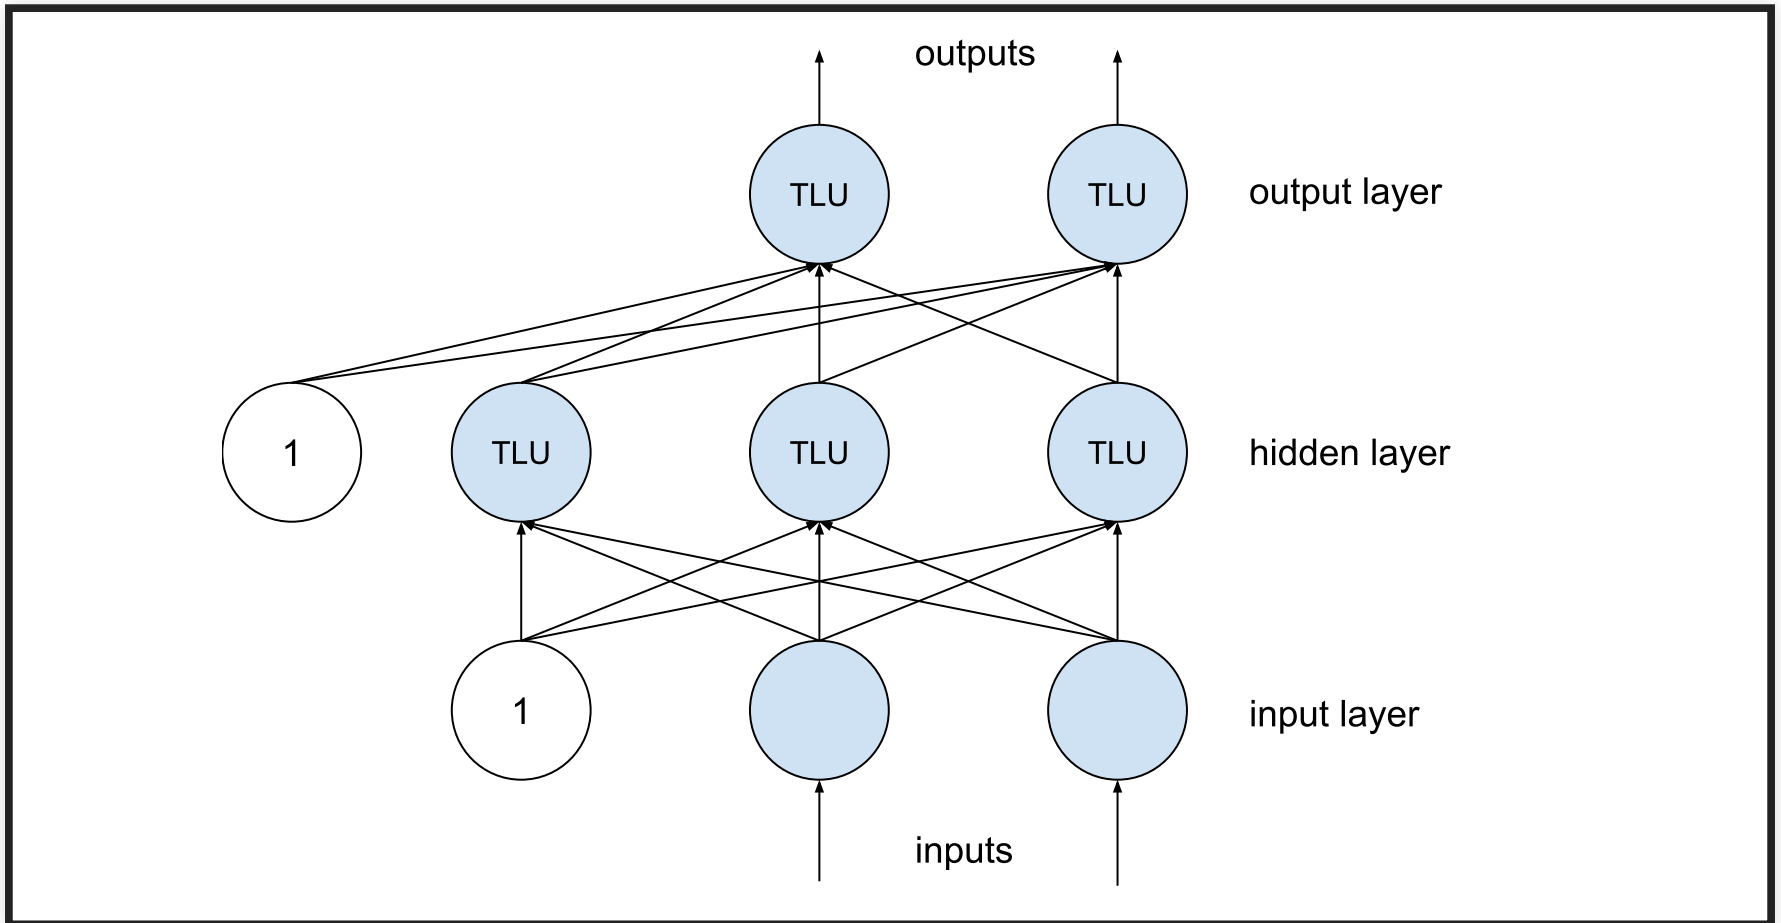 outputs
TLU
TLU
output layer
1
TLU
TLU
TLU
hidden layer
1
input layer
inputs